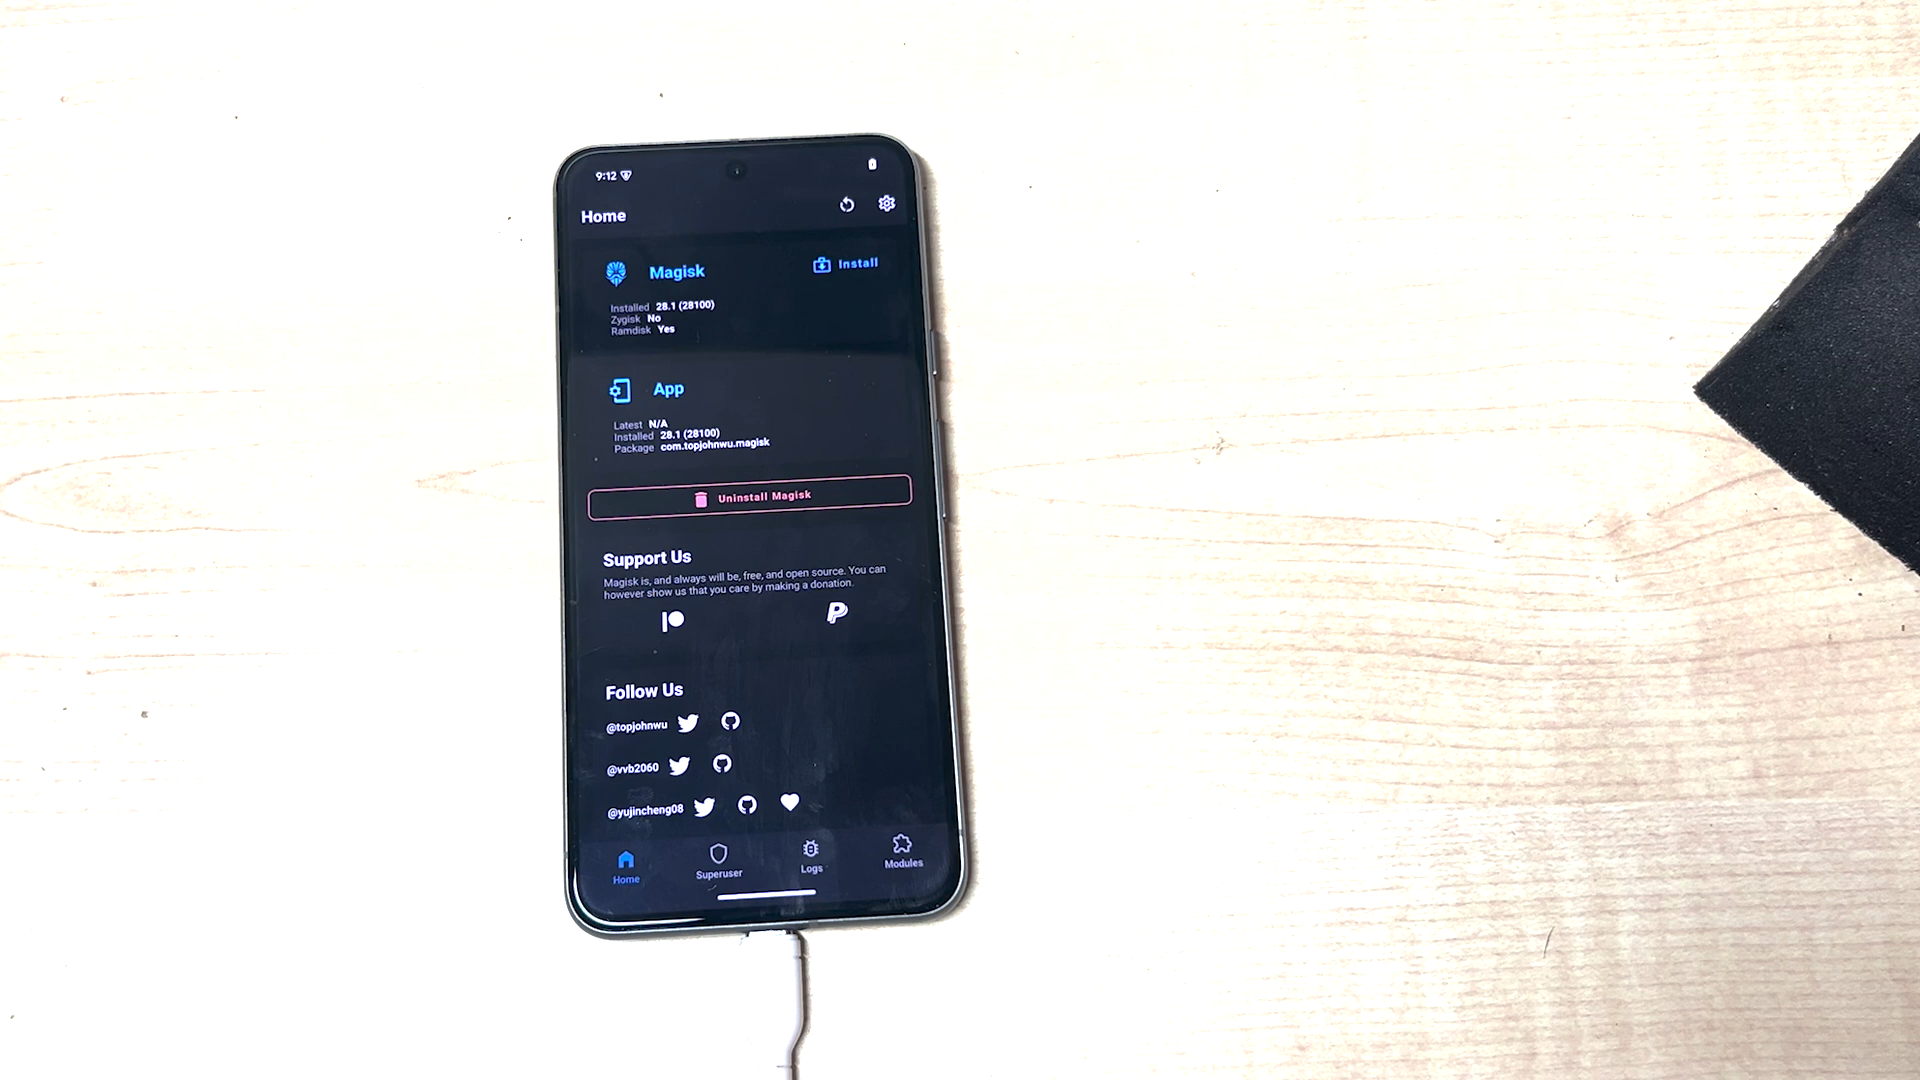 9:12
Home
Magisk
Install
Installed 28.1 (28100)
Zygisk No
Ramdisk Yes
App
Latest N/A
Installed 28.1 (28100)
Package com.topjohnwu.magisk
Uninstall Magisk
Support Us
Magisk is, and always will be, free, and open source. You can
however show us that you care by making a donation.
Follow Us
@topjohnwu
@vvb2060
@yujincheng08
Home
Superuser
Logs
Modules